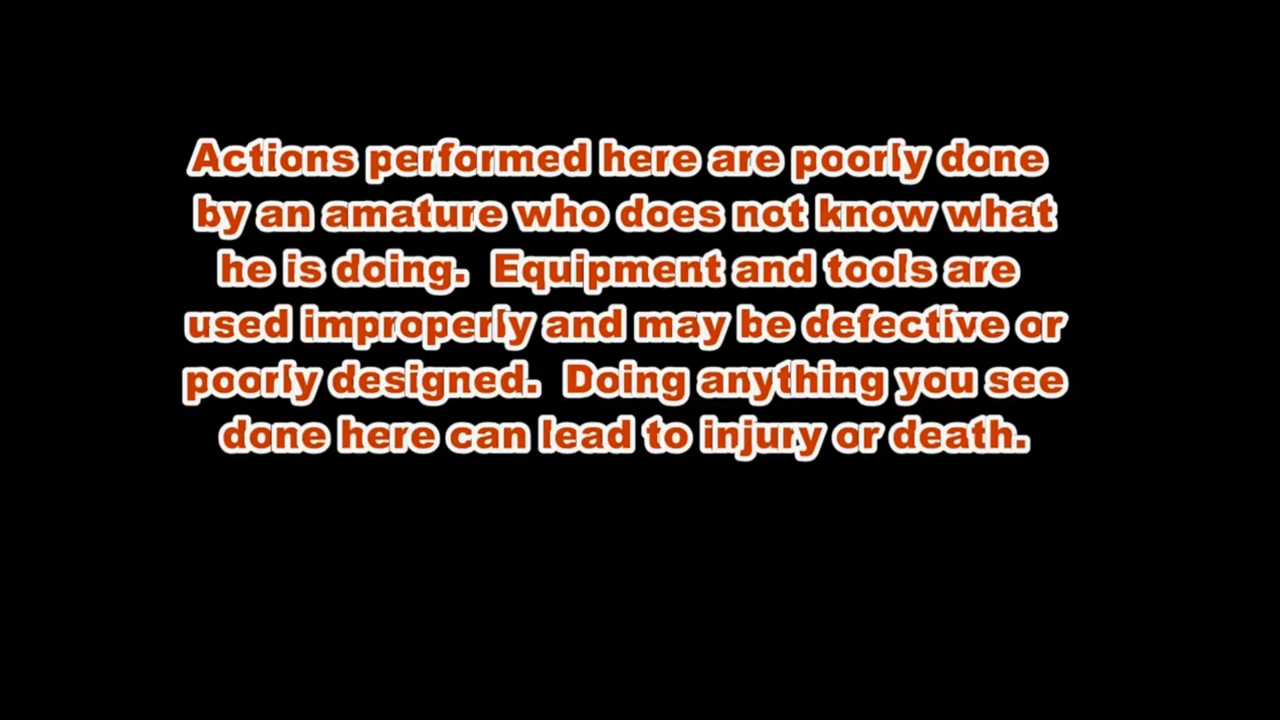 Actions performed here are poorly done
by an amature who does not know what
he is doing. Equipment and tools are
used improperly and may be defective or
poorly designed. Doing anything you see
done here can lead to injury or death.